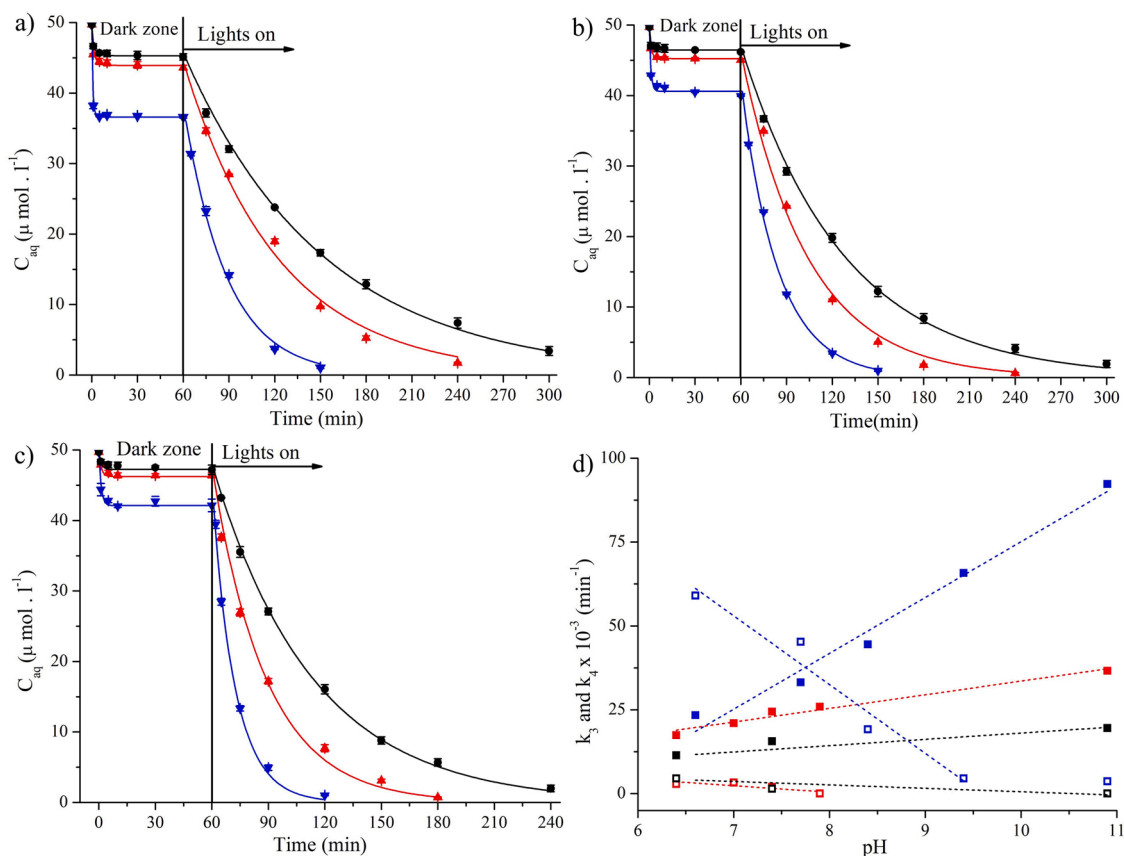 a)
Dark zone
Lights on
50
40
30
20
10
0
C_aq (μ mol . l^-1)
0 30 60 90 120 150 180 210 240 270 300
Time (min)
b)
Dark zone
Lights on
50
40
30
20
10
0
C_aq (μ mol . l^-1)
0 30 60 90 120 150 180 210 240 270 300
Time(min)
c)
Dark zone
Lights on
50
40
30
20
10
0
C_aq (μ mol . l^-1)
0 30 60 90 120 150 180 210 240
Time (min)
d)
100
75
50
25
0
k_3 and k_4 x 10^-3 (min^-1)
6 7 8 9 10 11
pH